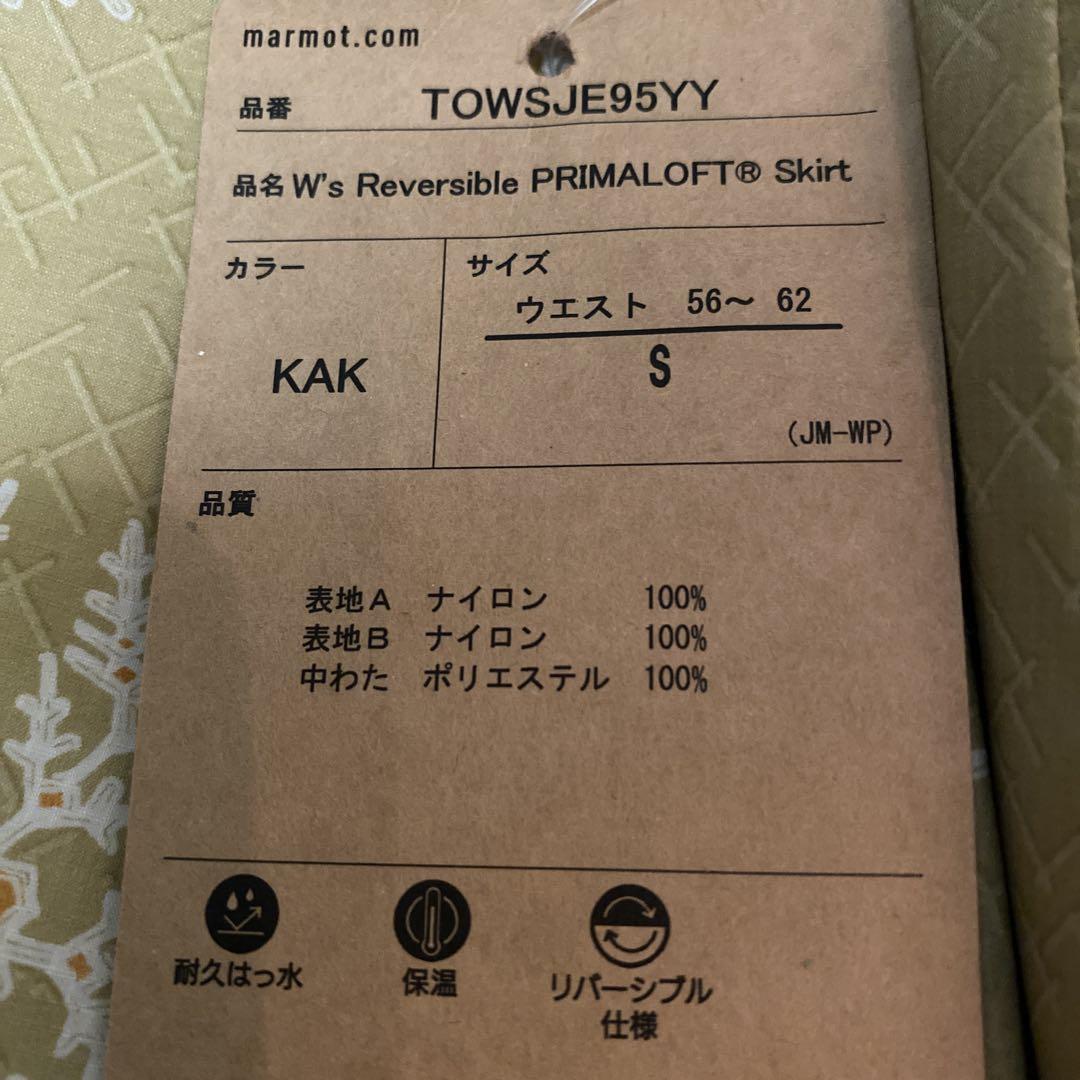 marmot.com
品番 TOWSJE95YY
品名 W's Reversible PRIMALOFT® Skirt
カラー
KAK
サイズ
ウエスト 56～ 62
S
(JM-WP)
品質
表地A ナイロン 100%
表地B ナイロン 100%
中わた ポリエステル 100%
耐久はっ水
保温
リバーシブル
仕様